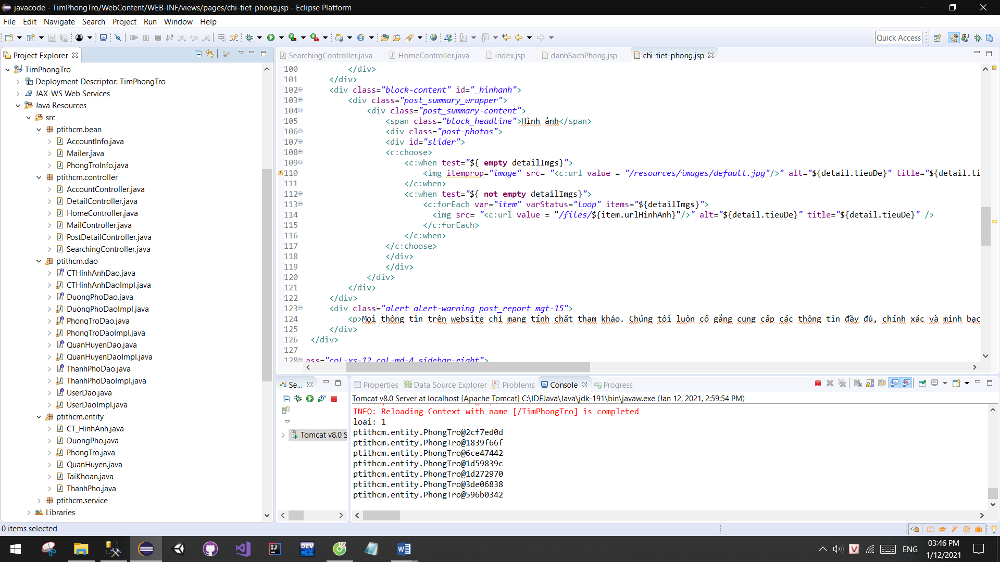 javacode - TimPhongTro/WebContent/WEB-INF/views/pages/chi-tiet-phong.jsp - Eclipse Platform
File Edit Navigate Search Project Run Window Help
Quick Access
Project Explorer
TimPhongTro
Deployment Descriptor: TimPhongTro
JAX-WS Web Services
Java Resources
src
ptithcm.bean
AccountInfo.java
Mailer.java
PhongTroInfo.java
ptithcm.controller
AccountController.java
DetailController.java
HomeController.java
MailController.java
PostDetailController.java
SearchingController.java
ptithcm.dao
CTHinhAnhDao.java
CTHinhAnhDaoImpl.java
DuongPhoDao.java
DuongPhoDaoImpl.java
PhongTroDao.java
PhongTroDaoImpl.java
QuanHuyenDao.java
QuanHuyenDaoImpl.java
ThanhPhoDao.java
ThanhPhoDaoImpl.java
UserDao.java
UserDaoImpl.java
ptithcm.entity
CT_HinhAnh.java
DuongPho.java
PhongTro.java
QuanHuyen.java
TaiKhoan.java
ThanhPho.java
ptithcm.service
Libraries
SearchingController.java HomeController.java index.jsp danhSachPhong.jsp chi-tiet-phong.jsp
100 </div>
101 </div>
102 <div class="block-content" id="_hinhanh">
103 <div class="post_summary_wrapper">
104 <div class="post_summary-content">
105 <span class="block_headline">Hình ảnh</span>
106 <div class="post-photos">
107 <div id="slider">
108 <c:choose>
109 <c:when test="${ empty detailImgs}">
110 <img itemprop="image" src= "<c:url value = "/resources/images/default.jpg"/>" alt="${detail.tieuDe}" title="${detail.ti
111 </c:when>
112 <c:when test="${ not empty detailImgs}">
113 <c:forEach var="item" varStatus="loop" items="${detailImgs}">
114 <img src= "<c:url value = "/files/${item.urlHinhAnh}"/>" alt="${detail.tieuDe}" title="${detail.tieuDe}" />
115 </c:forEach>
116 </c:when>
117 </c:choose>
118 </div>
119 </div>
120 </div>
121 </div>
122 </div>
123 <div class="alert alert-warning post_report mgt-15">
124 <p>Mọi thông tin trên website chỉ mang tính chất tham khảo. Chúng tôi luôn cố gắng cung cấp các thông tin đầy đủ, chính xác và minh bạc
125 </div>
126 </div>
127
128 ass="col-xs-12 col-md-4 sidebar-right">
Se...
Tomcat v8.0 S
Properties Data Source Explorer Problems Console Progress
Tomcat v8.0 Server at localhost [Apache Tomcat] C:\IDEJava\Java\jdk-191\bin\javaw.exe (Jan 12, 2021, 2:59:54 PM)
INFO: Reloading Context with name [/TimPhongTro] is completed
loai: 1
ptithcm.entity.PhongTro@2cf7ed0d
ptithcm.entity.PhongTro@1839f66f
ptithcm.entity.PhongTro@6ce47442
ptithcm.entity.PhongTro@1d59839c
ptithcm.entity.PhongTro@1d272970
ptithcm.entity.PhongTro@3de06838
ptithcm.entity.PhongTro@596b0342
0 items selected
ENG
03:46 PM
1/12/2021